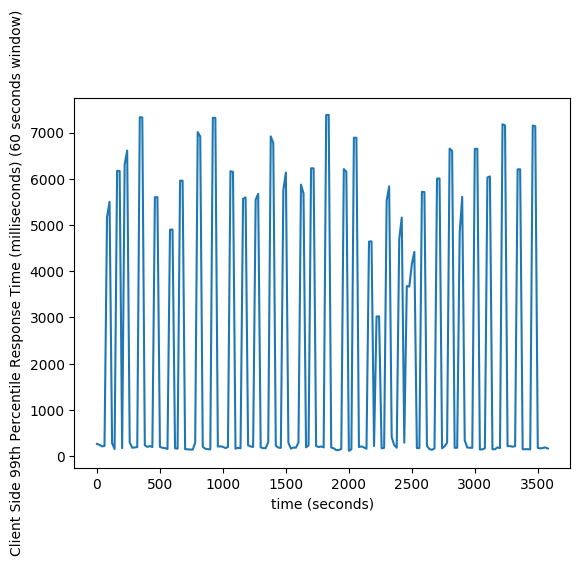 Client Side 99th Percentile Response Time (milliseconds) (60 seconds window)
7000
6000
5000
4000
3000
2000
1000
0
0 500 1000 1500 2000 2500 3000 3500
time (seconds)